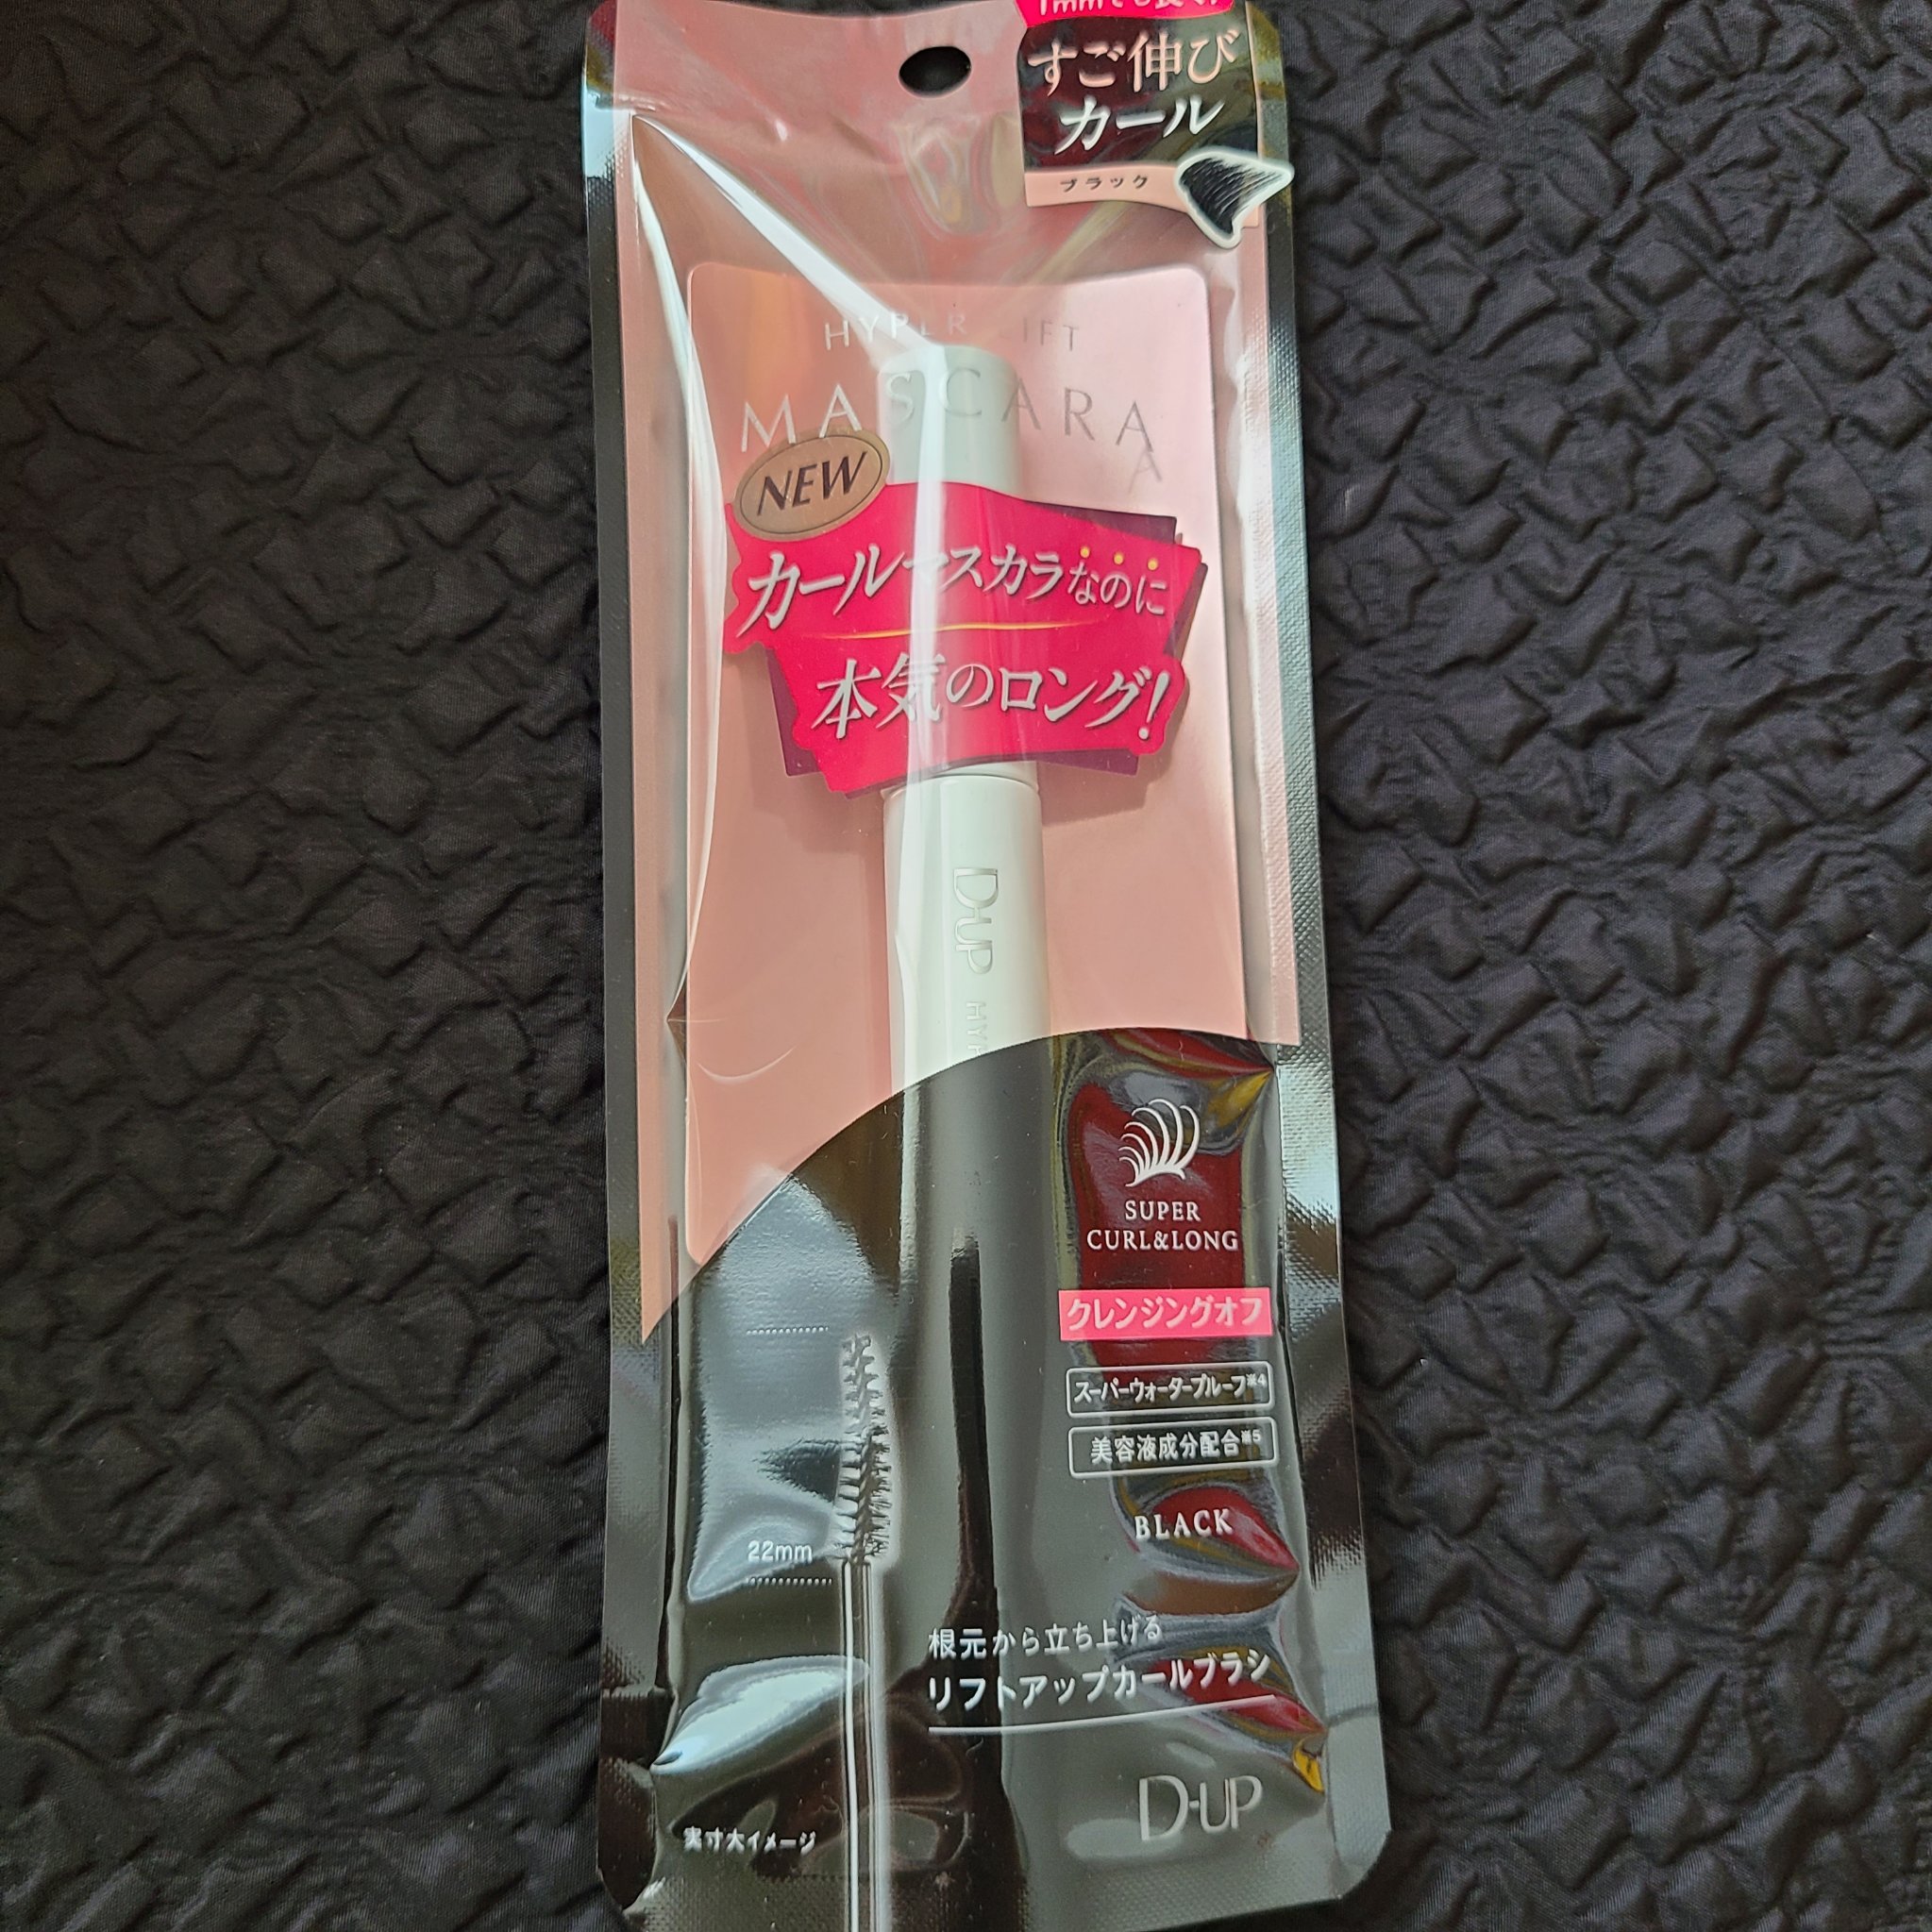 すご伸び
カール
ブラック
HYPER LIFT
MASCARA
NEW
カールマスカラなのに
本気のロング!
D-UP
SUPER
CURL&LONG
クレンジングオフ
スーパーウォータープルーフ※4
美容液成分配合※5
BLACK
22mm
根元から立ち上げる
リフトアップカールブラシ
D-UP
実寸大イメージ